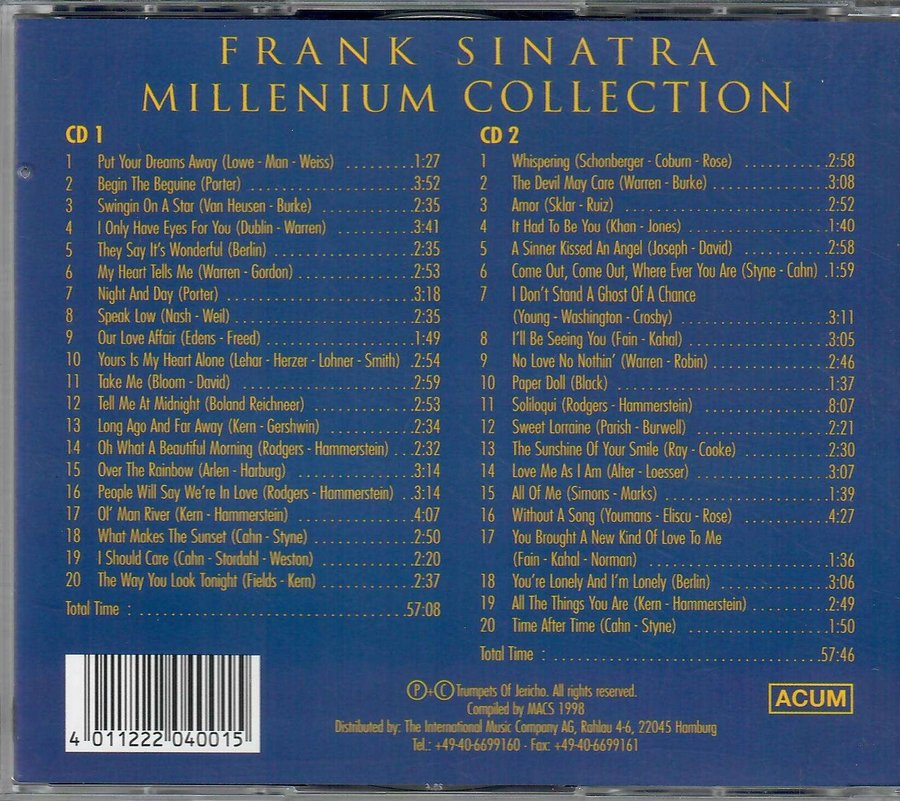 FRANK SINATRA
MILLENIUM COLLECTION
CD 1
1 Put Your Dreams Away (Lowe - Man - Weiss) ..........1:27
2 Begin The Beguine (Porter) ..........3:52
3 Swingin On A Star (Van Heusen - Burke) ..........2:35
4 I Only Have Eyes For You (Dublin - Warren) ..........3:41
5 They Say It's Wonderful (Berlin) ..........2:35
6 My Heart Tells Me (Warren - Gordon) ..........2:53
7 Night And Day (Porter) ..........3:18
8 Speak Low (Nash - Weil) ..........2:35
9 Our Love Affair (Edens - Freed) ..........1:49
10 Yours Is My Heart Alone (Lehar - Herzer - Lohner - Smith) .2:54
11 Take Me (Bloom - David) ..........2:59
12 Tell Me At Midnight (Boland Reichneer) ..........2:53
13 Long Ago And Far Away (Kern - Gershwin) ..........2:34
14 Oh What A Beautiful Morning (Rodgers - Hammerstein) ...2:32
15 Over The Rainbow (Arlen - Harburg) ..........3:14
16 People Will Say We're In Love (Rodgers - Hammerstein) ..3:14
17 Ol' Man River (Kern - Hammerstein) ..........4:07
18 What Makes The Sunset (Cahn - Styne) ..........2:50
19 I Should Care (Cahn - Stordahl - Weston) ..........2:20
20 The Way You Look Tonight (Fields - Kern) ..........2:37
Total Time : ..........57:08
CD 2
1 Whispering (Schonberger - Coburn - Rose) ..........2:58
2 The Devil May Care (Warren - Burke) ..........3:08
3 Amor (Sklar - Ruiz) ..........2:52
4 It Had To Be You (Khan - Jones) ..........1:40
5 A Sinner Kissed An Angel (Joseph - David) ..........2:58
6 Come Out, Come Out, Where Ever You Are (Styne - Cahn) .1:59
7 I Don't Stand A Ghost Of A Chance
(Young - Washington - Crosby) ..........3:11
8 I'll Be Seeing You (Fain - Kahal) ..........3:05
9 No Love No Nothin' (Warren - Robin) ..........2:46
10 Paper Doll (Black) ..........1:37
11 Soliloqui (Rodgers - Hammerstein) ..........8:07
12 Sweet Lorraine (Parish - Burwell) ..........2:21
13 The Sunshine Of Your Smile (Ray - Cooke) ..........2:30
14 Love Me As I Am (Alter - Loesser) ..........3:07
15 All Of Me (Simons - Marks) ..........1:39
16 Without A Song (Youmans - Eliscu - Rose) ..........4:27
17 You Brought A New Kind Of Love To Me
(Fain - Kahal - Norman) ..........1:36
18 You're Lonely And I'm Lonely (Berlin) ..........3:06
19 All The Things You Are (Kern - Hammerstein) ..........2:49
20 Time After Time (Cahn - Styne) ..........1:50
Total Time : ..........57:46
Ⓟ+Ⓒ Trumpets Of Jericho. All rights reserved.
Compiled by MACS 1998
Distributed by: The International Music Company AG, Rahlau 4-6, 22045 Hamburg
Tel.: +49-40-6699160 · Fax: +49-40-6699161
ACUM
4 011222 040015